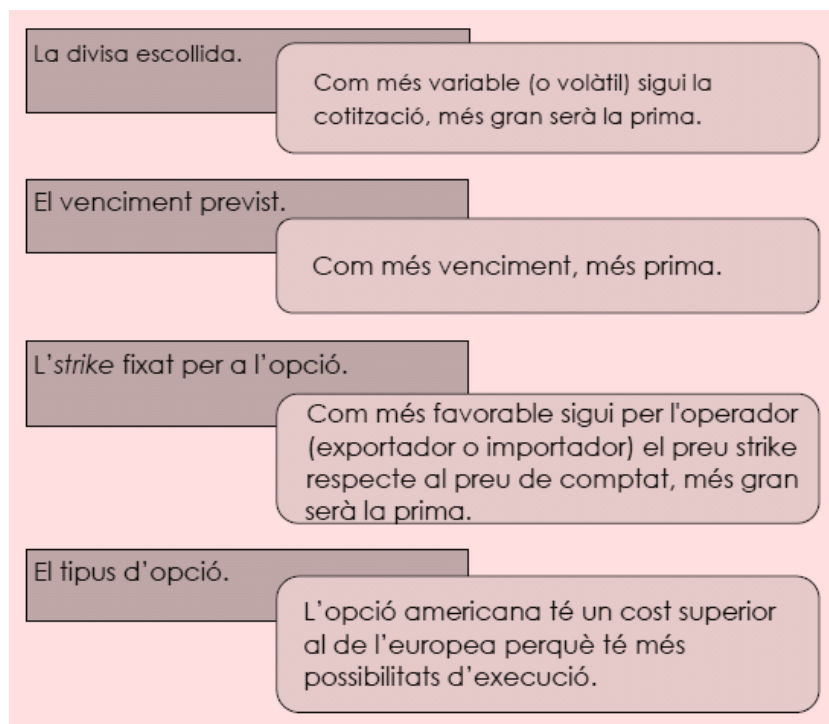 La divisa escollida.
Com més variable (o volàtil) sigui la
cotització, més gran serà la prima.
El venciment previst.
Com més venciment, més prima.
L’strike fixat per a l’opció.
Com més favorable sigui per l'operador
(exportador o importador) el preu strike
respecte al preu de comptat, més gran
serà la prima.
El tipus d’opció.
L’opció americana té un cost superior
al de l’europea perquè té més
possibilitats d’execució.